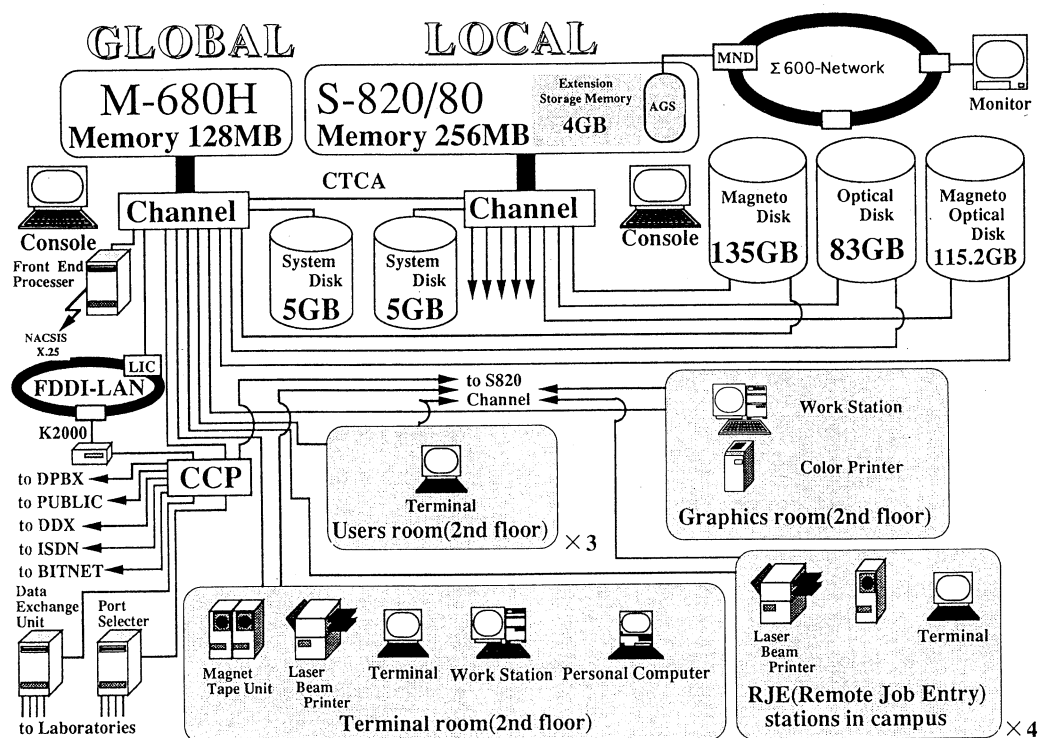 GLOBAL
LOCAL
M-680H
Memory 128MB
S-820/80
Memory 256MB
Extension
Storage Memory
4GB
AGS
MND
Σ600-Network
Monitor
CTCA
Channel
Channel
Console
Console
Front End
Processer
System
Disk
5GB
System
Disk
5GB
Magneto
Disk
135GB
Optical
Disk
83GB
Magneto
Optical
Disk
115.2GB
NACSIS
X.25
LIC
FDDI-LAN
K2000
CCP
to DPBX
to PUBLIC
to DDX
to ISDN
to BITNET
Data
Exchange
Unit
Port
Selecter
to Laboratories
to S820
Channel
Terminal
Users room(2nd floor)
×3
Work Station
Color Printer
Graphics room(2nd floor)
Magnet
Tape Unit
Laser
Beam
Printer
Terminal
Work Station
Personal Computer
Terminal room(2nd floor)
Laser
Beam
Printer
Terminal
RJE(Remote Job Entry)
stations in campus
×4